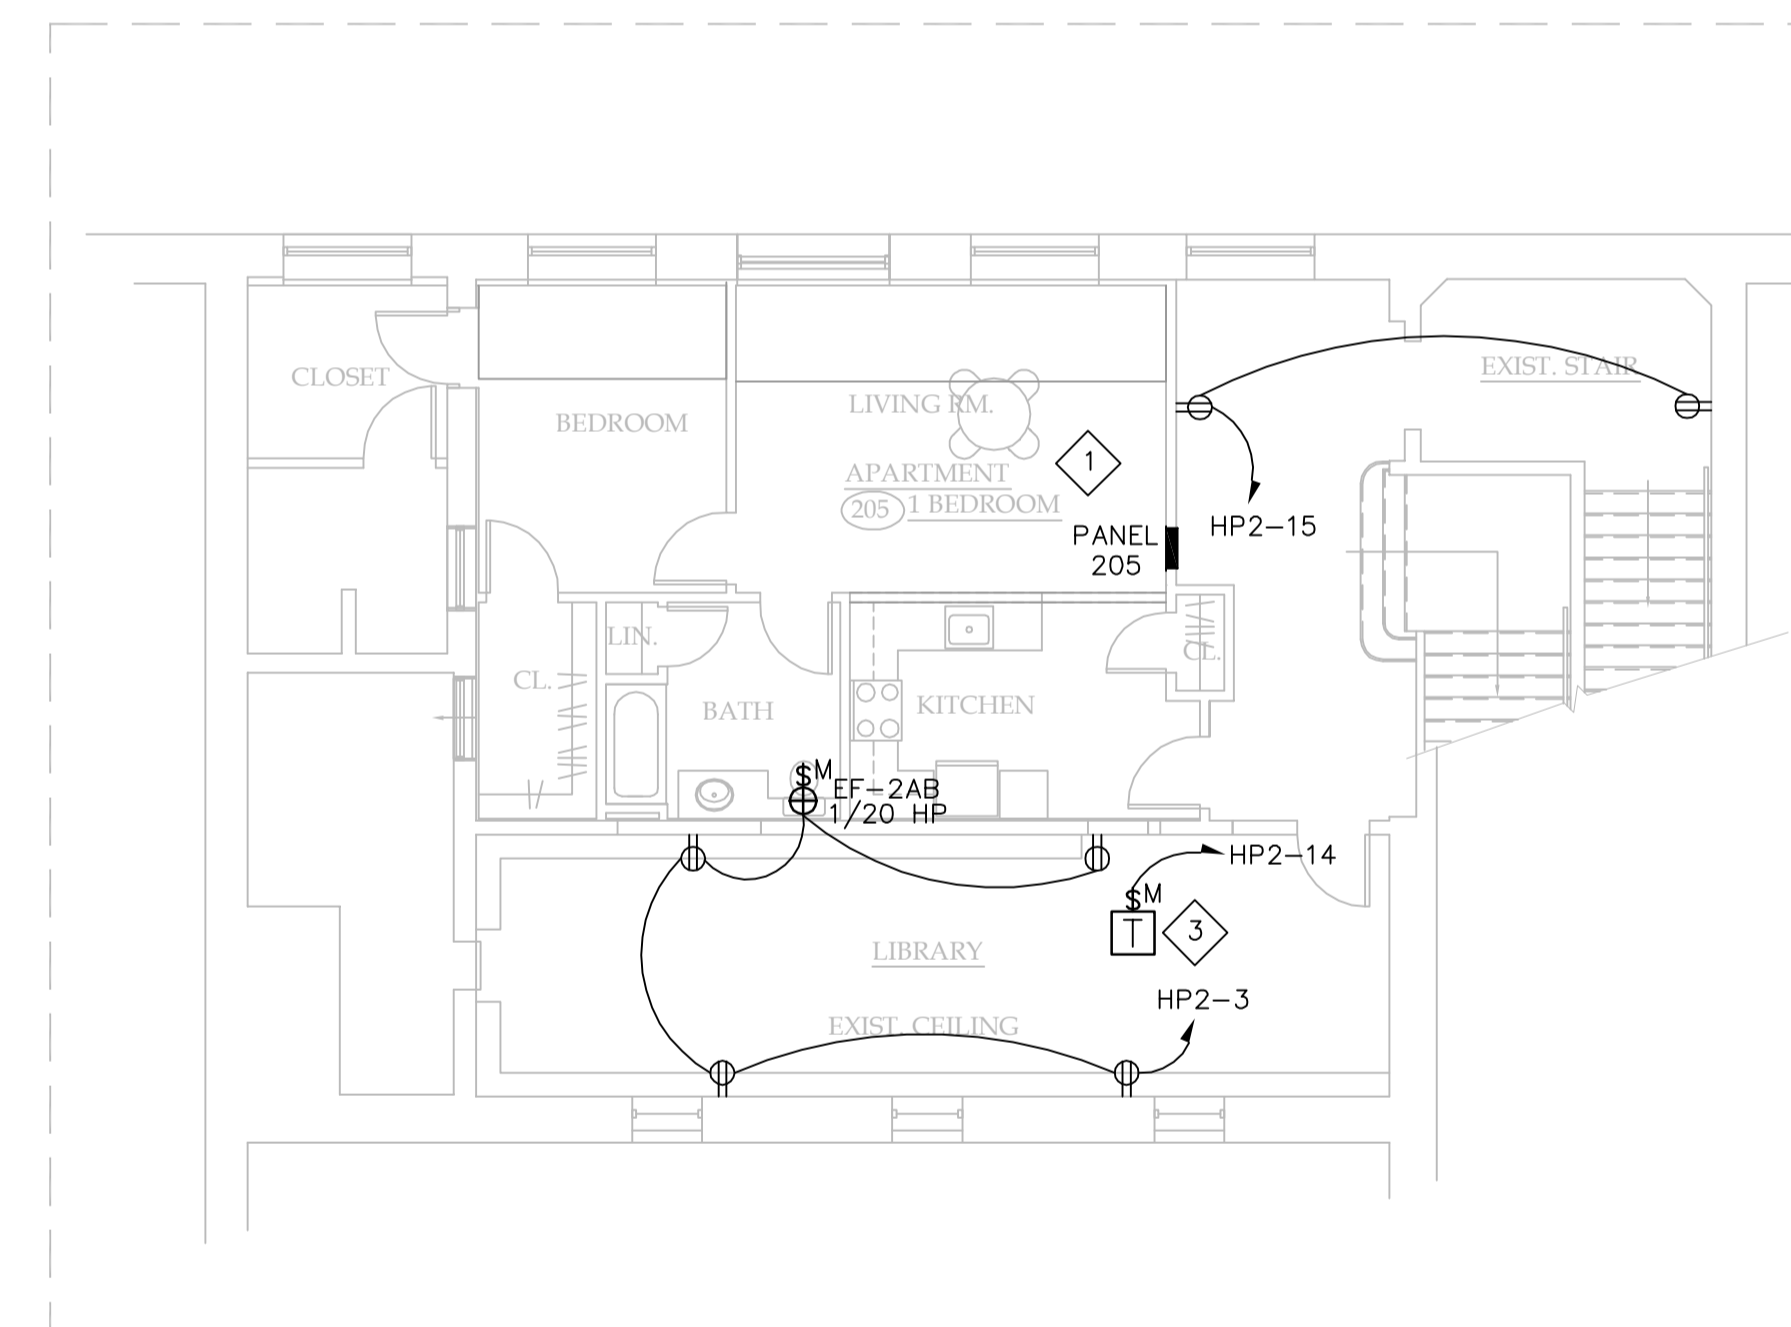 EXIST. STAIR
CLOSET
LIVING RM.
BEDROOM
1
APARTMENT
205 1 BEDROOM
HP2-15
PANEL
205
LIN.
CL.
CL.
BATH
KITCHEN
$M
EF-2AB
1/20 HP
HP2-14
$M
T
3
LIBRARY
HP2-3
EXIST. CEILING